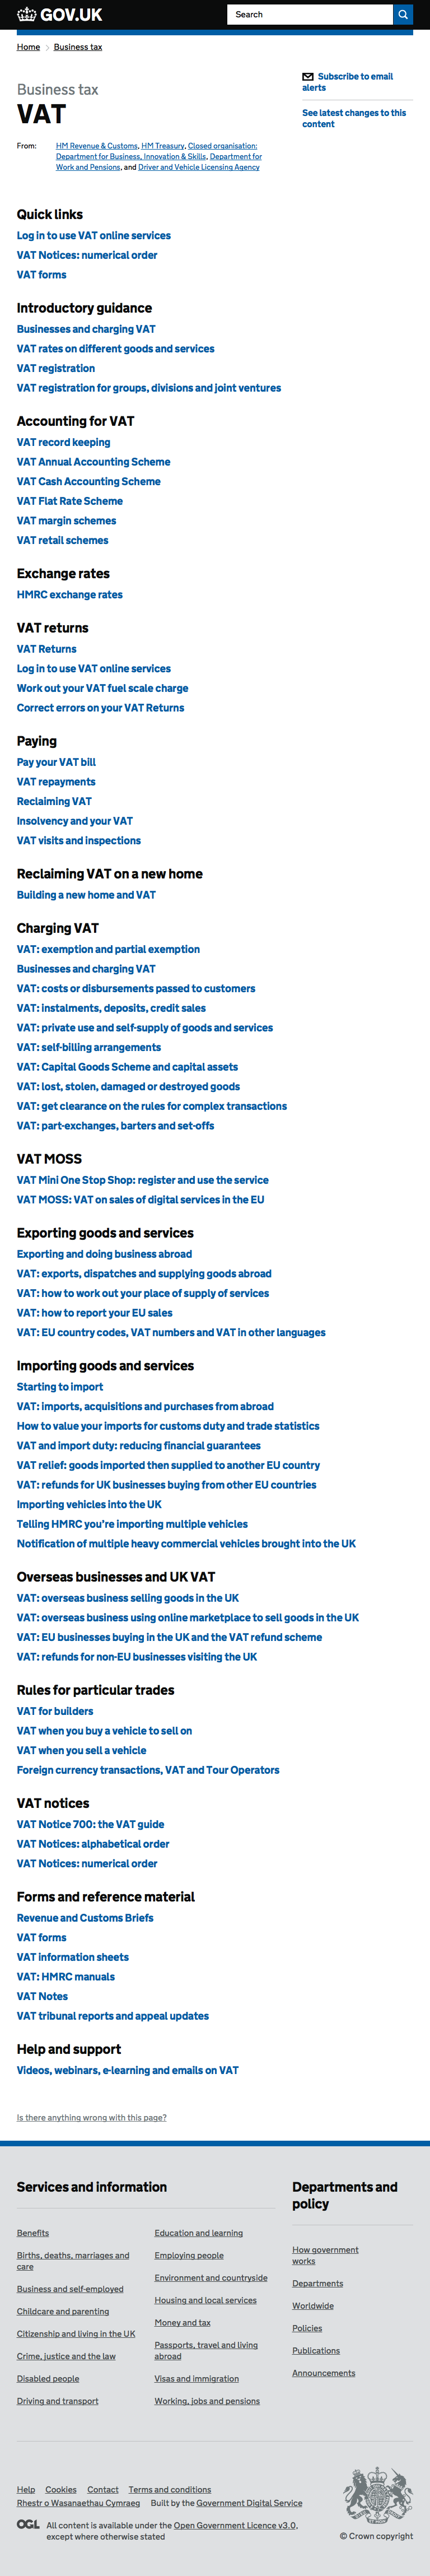 GOV.UK
Search
Home
Business tax
Subscribe to email
alerts
See latest changes to this
content
Business tax
VAT
From:
HM Revenue & Customs, HM Treasury, Closed organisation:
Department for Business, Innovation & Skills, Department for
Work and Pensions, and Driver and Vehicle Licensing Agency
Quick links
Log in to use VAT online services
VAT Notices: numerical order
VAT forms
Introductory guidance
Businesses and charging VAT
VAT rates on different goods and services
VAT registration
VAT registration for groups, divisions and joint ventures
Accounting for VAT
VAT record keeping
VAT Annual Accounting Scheme
VAT Cash Accounting Scheme
VAT Flat Rate Scheme
VAT margin schemes
VAT retail schemes
Exchange rates
HMRC exchange rates
VAT returns
VAT Returns
Log in to use VAT online services
Work out your VAT fuel scale charge
Correct errors on your VAT Returns
Paying
Pay your VAT bill
VAT repayments
Reclaiming VAT
Insolvency and your VAT
VAT visits and inspections
Reclaiming VAT on a new home
Building a new home and VAT
Charging VAT
VAT: exemption and partial exemption
Businesses and charging VAT
VAT: costs or disbursements passed to customers
VAT: instalments, deposits, credit sales
VAT: private use and self-supply of goods and services
VAT: self-billing arrangements
VAT: Capital Goods Scheme and capital assets
VAT: lost, stolen, damaged or destroyed goods
VAT: get clearance on the rules for complex transactions
VAT: part-exchanges, barters and set-offs
VAT MOSS
VAT Mini One Stop Shop: register and use the service
VAT MOSS: VAT on sales of digital services in the EU
Exporting goods and services
Exporting and doing business abroad
VAT: exports, dispatches and supplying goods abroad
VAT: how to work out your place of supply of services
VAT: how to report your EU sales
VAT: EU country codes, VAT numbers and VAT in other languages
Importing goods and services
Starting to import
VAT: imports, acquisitions and purchases from abroad
How to value your imports for customs duty and trade statistics
VAT and import duty: reducing financial guarantees
VAT relief: goods imported then supplied to another EU country
VAT: refunds for UK businesses buying from other EU countries
Importing vehicles into the UK
Telling HMRC you're importing multiple vehicles
Notification of multiple heavy commercial vehicles brought into the UK
Overseas businesses and UK VAT
VAT: overseas business selling goods in the UK
VAT: overseas business using online marketplace to sell goods in the UK
VAT: EU businesses buying in the UK and the VAT refund scheme
VAT: refunds for non-EU businesses visiting the UK
Rules for particular trades
VAT for builders
VAT when you buy a vehicle to sell on
VAT when you sell a vehicle
Foreign currency transactions, VAT and Tour Operators
VAT notices
VAT Notice 700: the VAT guide
VAT Notices: alphabetical order
VAT Notices: numerical order
Forms and reference material
Revenue and Customs Briefs
VAT forms
VAT information sheets
VAT: HMRC manuals
VAT Notes
VAT tribunal reports and appeal updates
Help and support
Videos, webinars, e-learning and emails on VAT
Is there anything wrong with this page?
Services and information
Benefits
Births, deaths, marriages and
care
Business and self-employed
Childcare and parenting
Citizenship and living in the UK
Crime, justice and the law
Disabled people
Driving and transport
Education and learning
Employing people
Environment and countryside
Housing and local services
Money and tax
Passports, travel and living
abroad
Visas and immigration
Working, jobs and pensions
Departments and
policy
How government
works
Departments
Worldwide
Policies
Publications
Announcements
Help Cookies Contact Terms and conditions
Rhestr o Wasanaethau Cymraeg Built by the Government Digital Service
OGL All content is available under the Open Government Licence v3.0,
except where otherwise stated
© Crown copyright